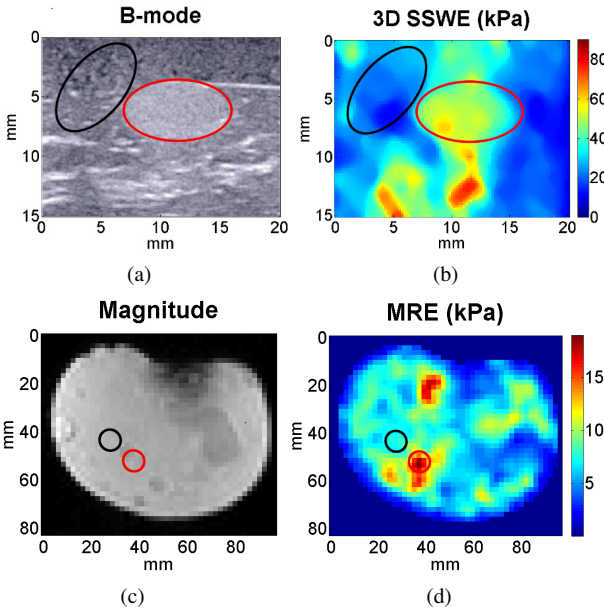 B-mode
3D SSWE (kPa)
0
5
10
15
mm
0 5 10 15 20
mm
0
5
10
15
mm
0 5 10 15 20
mm
80
60
40
20
0
(a)
(b)
Magnitude
MRE (kPa)
0
20
40
60
80
mm
0 20 40 60 80
mm
0
20
40
60
80
mm
0 20 40 60 80
mm
15
10
5
(c)
(d)